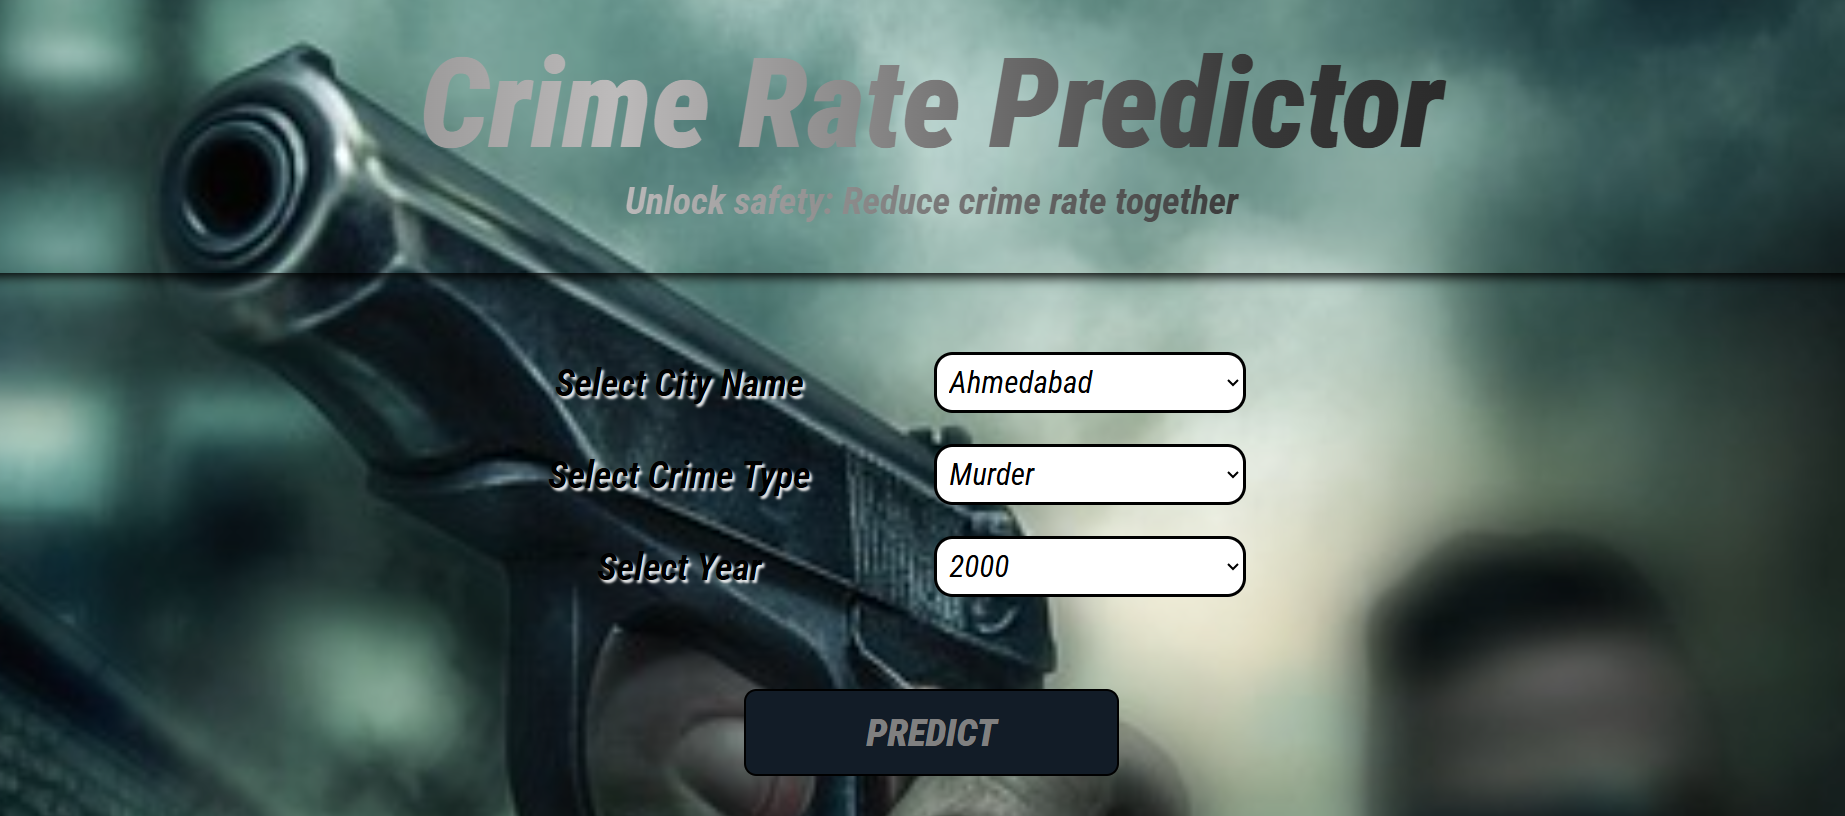 Crime Rate Predictor
Unlock safety: Reduce crime rate together
Select City Name
Ahmedabad
Select Crime Type
Murder
Select Year
2000
PREDICT